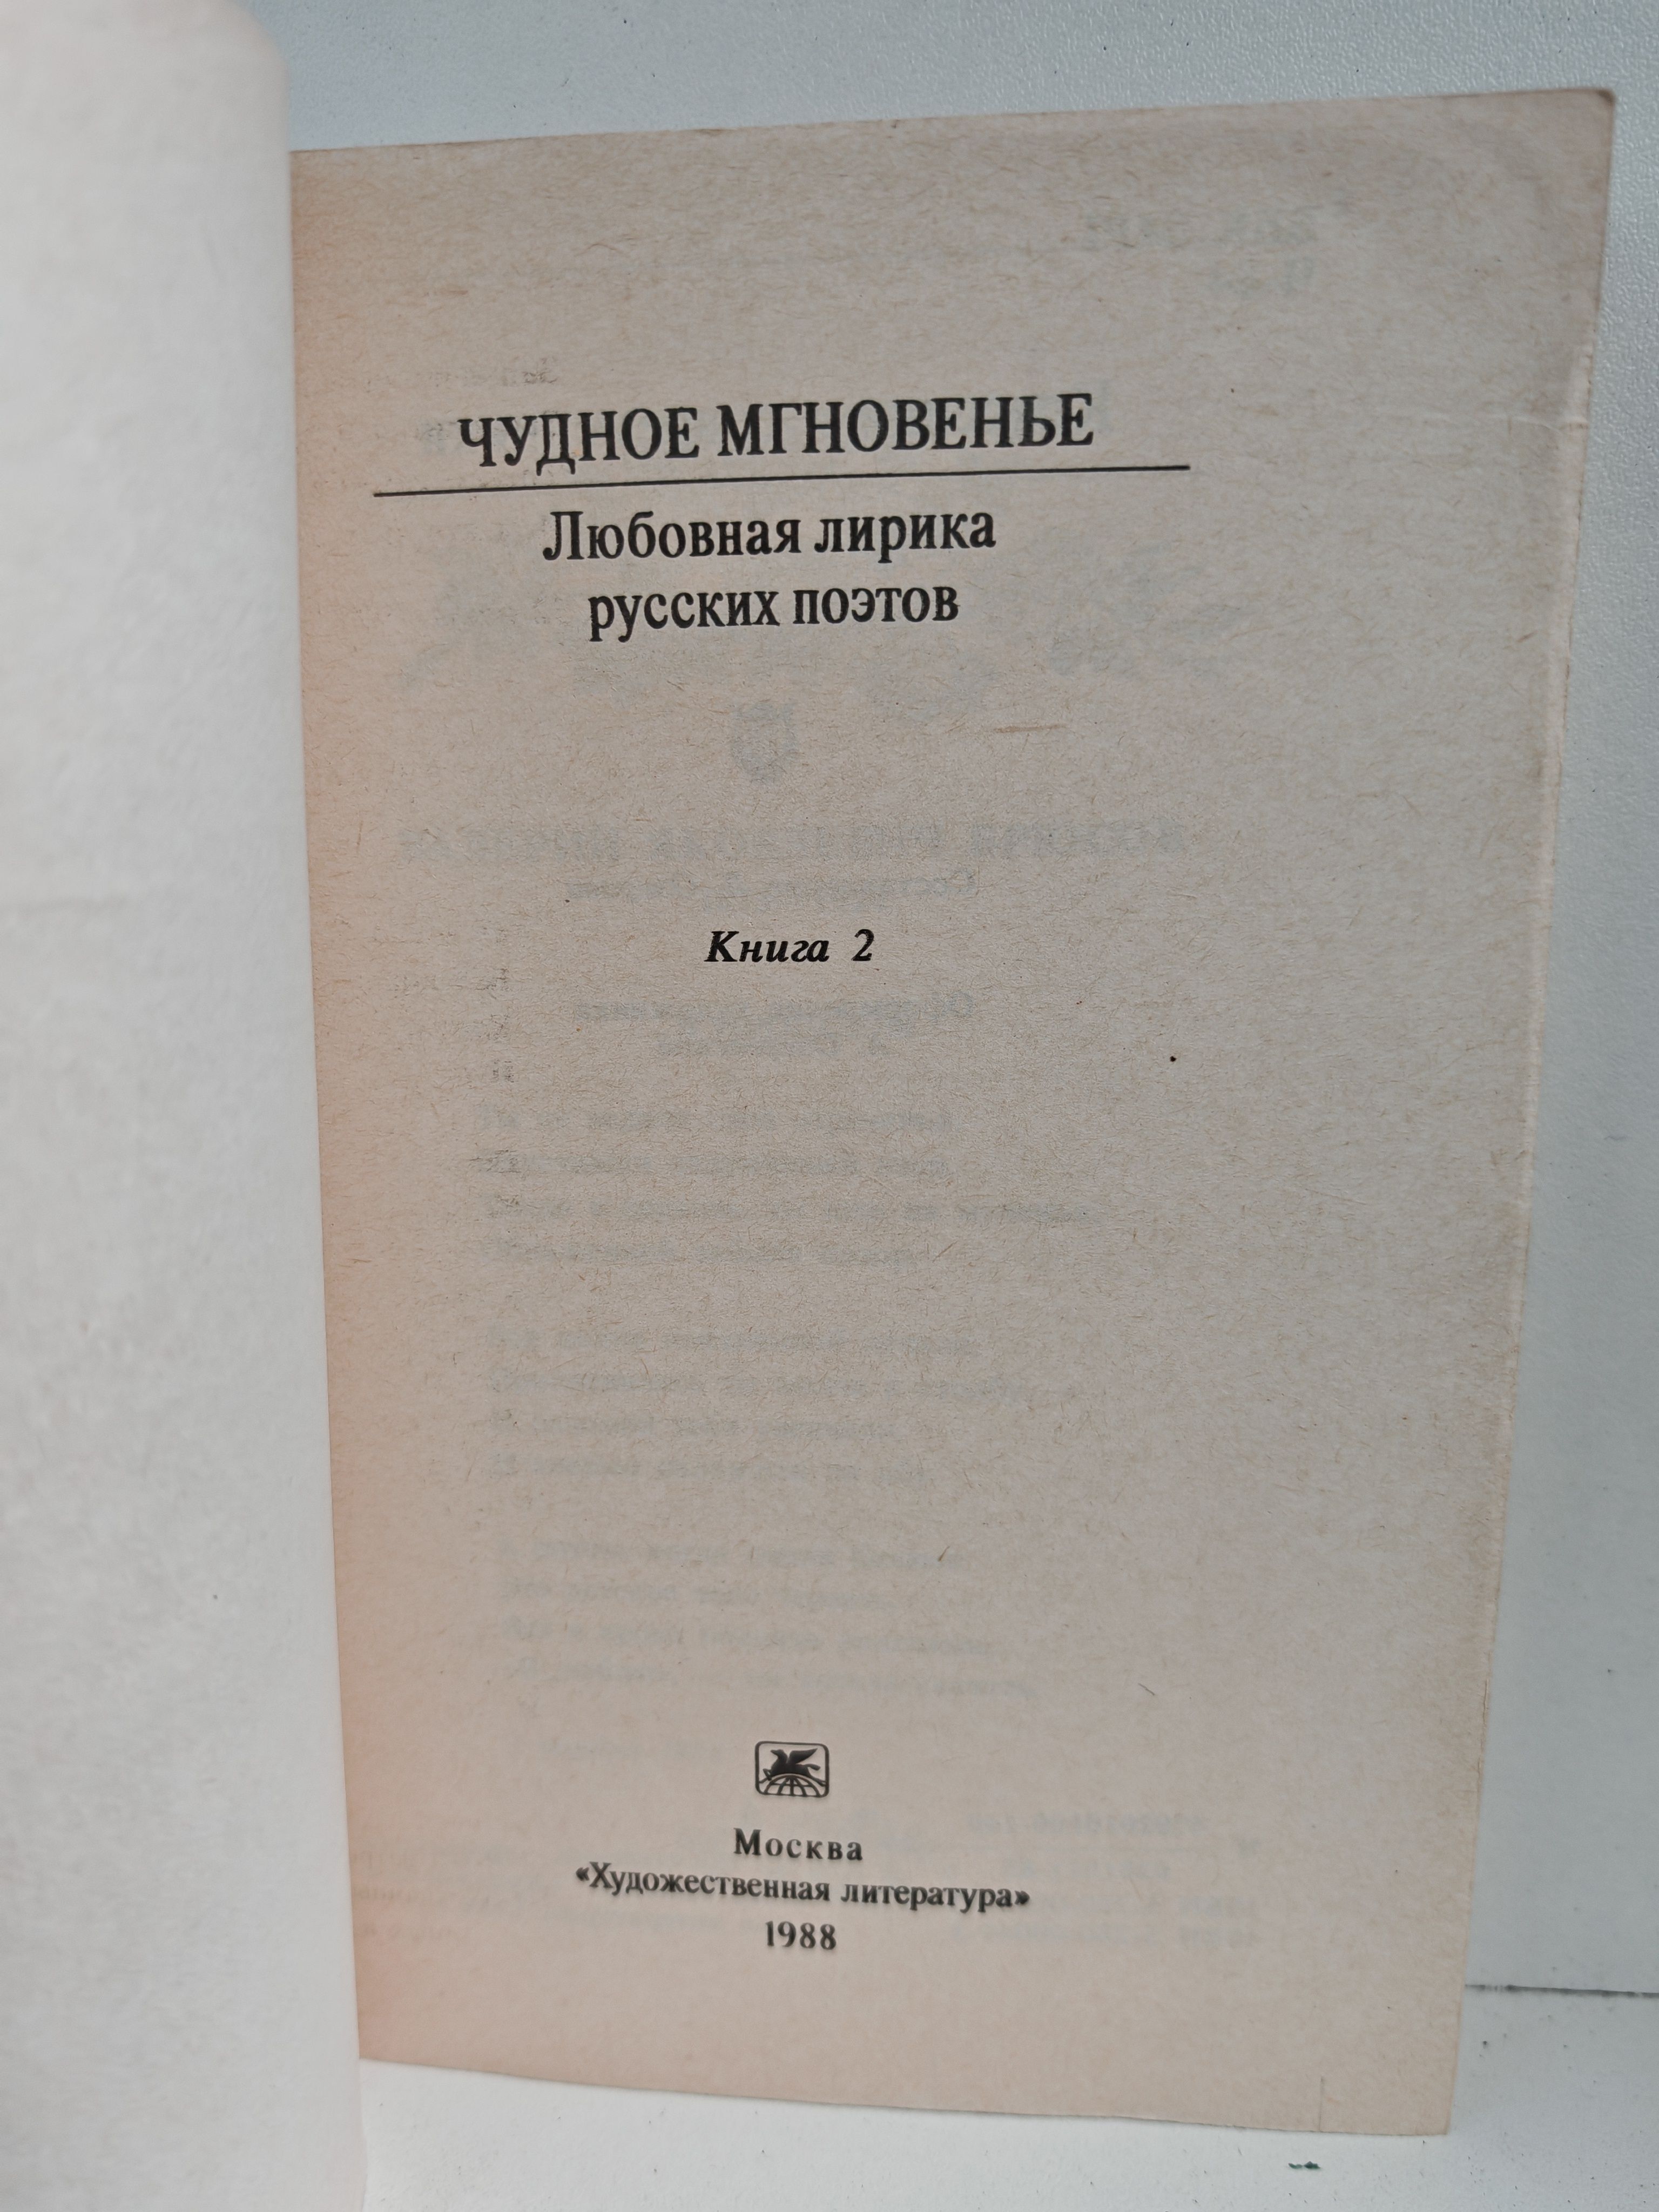 ЧУДНОЕ МГНОВЕНЬЕ
Любовная лирика
русских поэтов
Книга 2
Москва
«Художественная литература»
1988